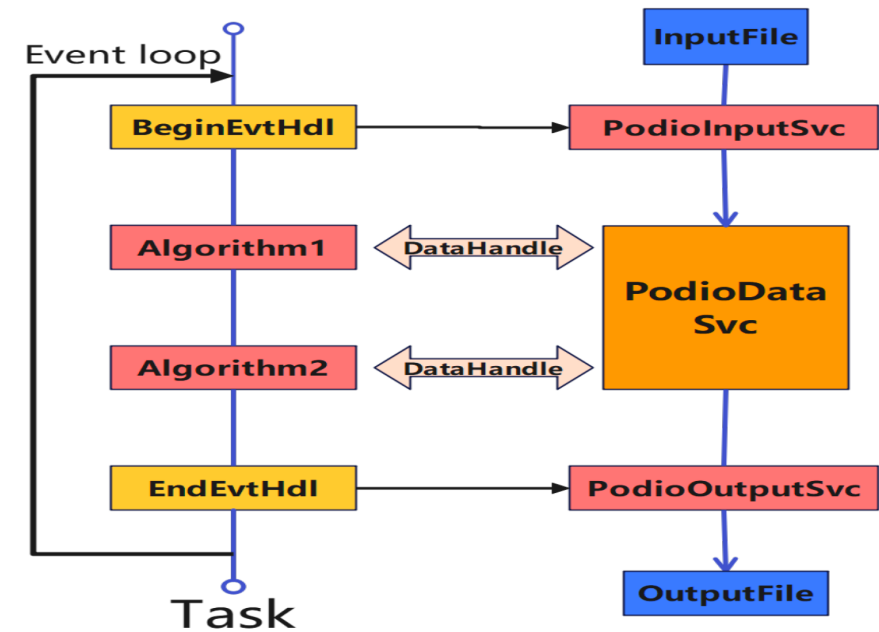 InputFile
Event loop
BeginEvtHdl
PodioInputSvc
Algorithm1
DataHandle
PodioData
Svc
Algorithm2
DataHandle
EndEvtHdl
PodioOutputSvc
OutputFile
Task